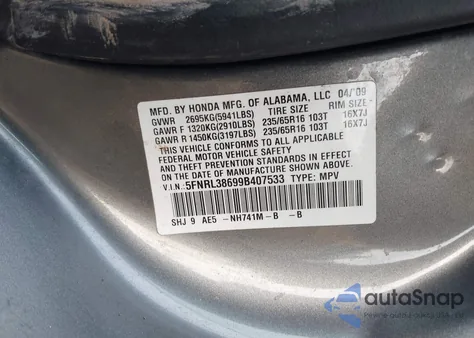 MFD. BY HONDA MFG. OF ALABAMA, LLC 04/09
GVWR 2695KG(5941LBS) TIRE SIZE RIM SIZE
GAWR F 1320KG(2910LBS) 235/65R16 103T 16X7J
GAWR R 1450KG(3197LBS) 235/65R16 103T 16X7J
THIS VEHICLE CONFORMS TO ALL APPLICABLE
FEDERAL MOTOR VEHICLE SAFETY AND
THEFT PREVENTION STANDARDS IN EFFECT
ON THE DATE OF MANUFACTURE SHOWN ABOVE.
V.I.N.: 5FNRL38699B407533 TYPE: MPV
SHJ 9 AE5 -NH741M-B -B
autoSnap